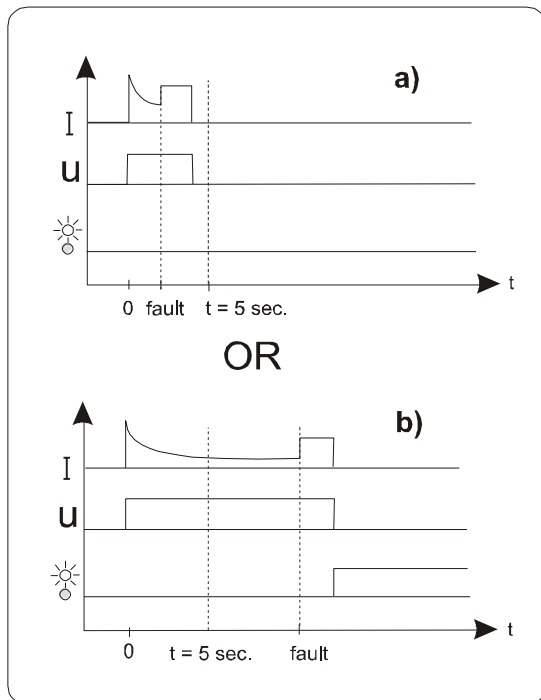 a)
I
u
t
0 fault t = 5 sec.
OR
b)
I
u
t
0 t = 5 sec. fault